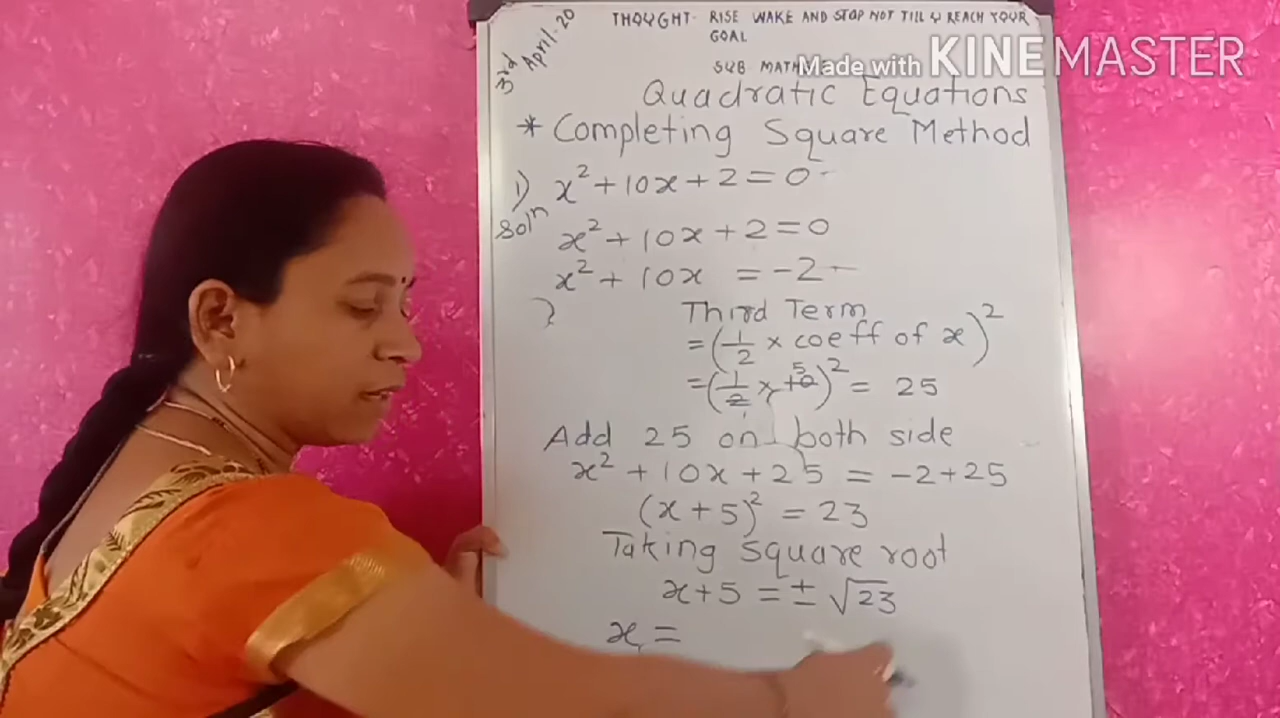 3rd April-20
THOUGHT- RISE WAKE AND STOP NOT TILL U REACH YOUR
GOAL
SUB MATH
Made with KINEMASTER
Quadratic Equations
* Completing Square Method
1) x² + 10x + 2 = 0
Solⁿ
x² + 10x + 2 = 0
x² + 10x = -2
Third Term
= (1/2 × coeff of x)²
= (1/2 × 10)² = 25
5
1
Add 25 on both side
x² + 10x + 25 = -2 + 25
(x + 5)² = 23
Taking square root
x + 5 = ± √23
x =